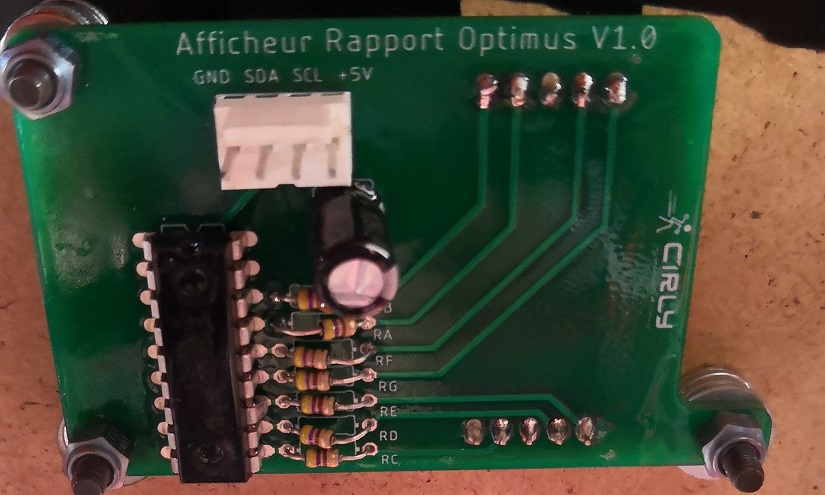 Afficheur Rapport Optimus V1.0
GND SDA SCL +5V
CIRLY
B
RA
RF
RG
RE
RD
RC